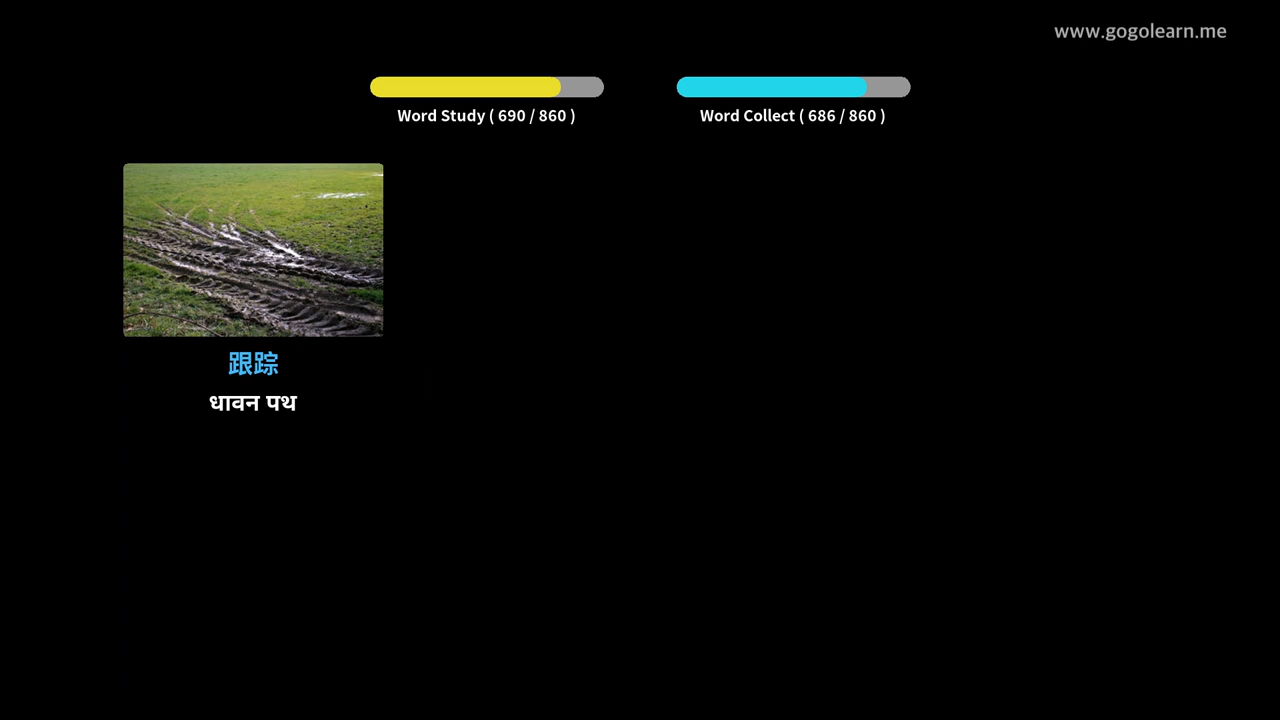 www.gogolearn.me
Word Study ( 690 / 860 )
Word Collect ( 686 / 860 )
跟踪
धावन पथ